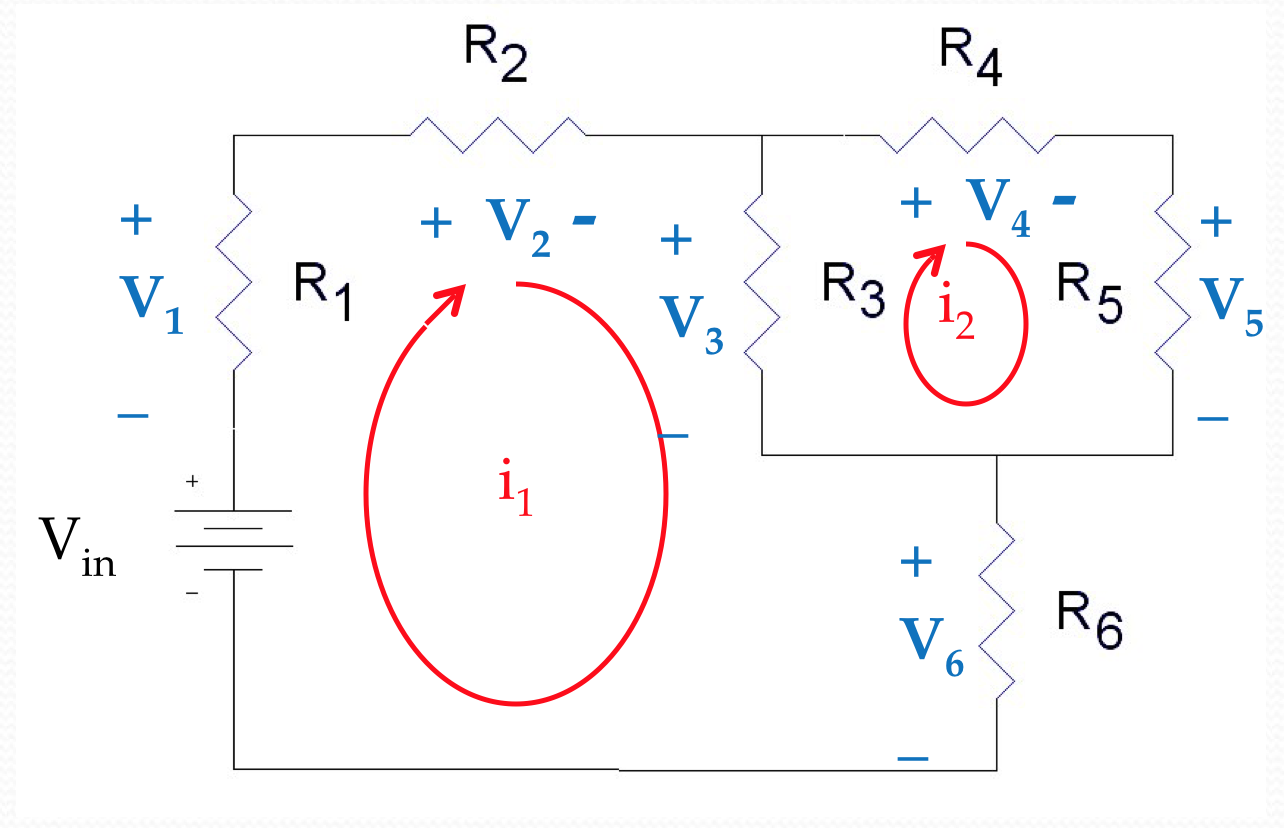 R2
R4
+ V2 -
+ V4 -
+
V1
–
R1
+
V3
–
R3
i2
R5
+
V5
–
i1
Vin
+
-
+
V6
–
R6